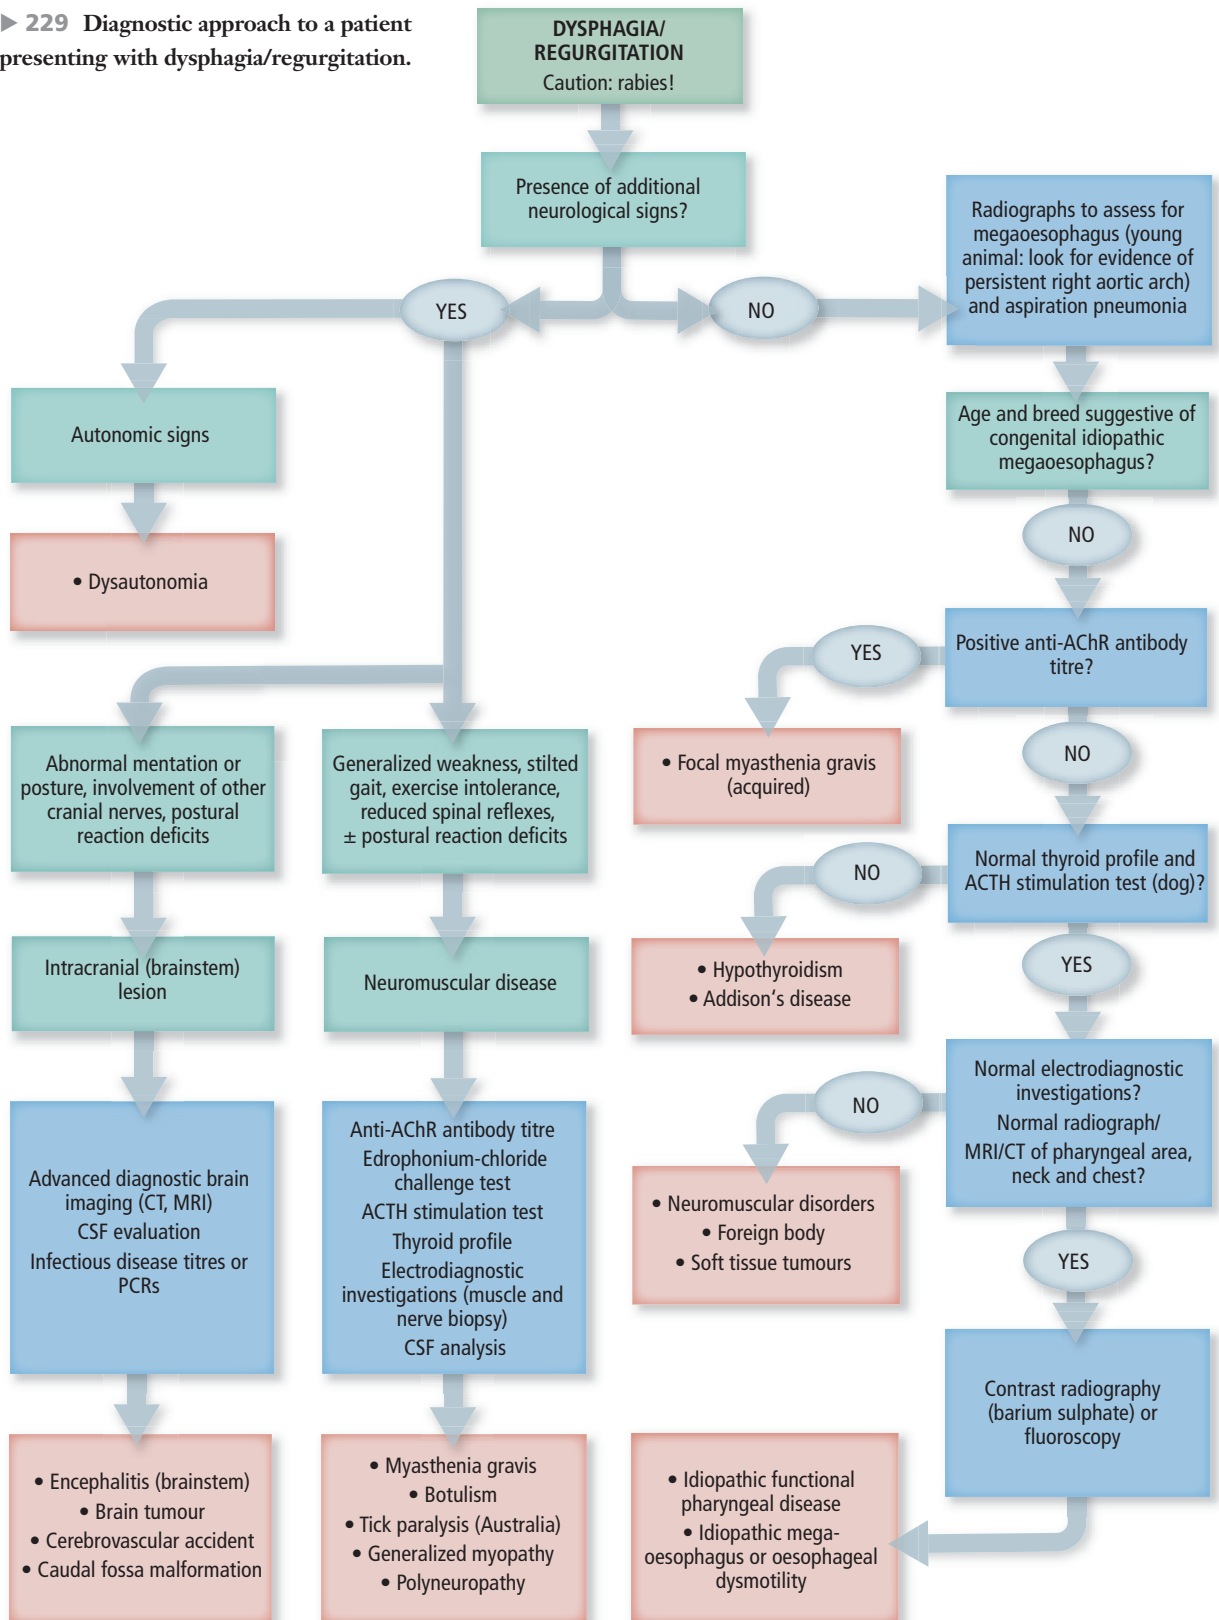 ▶ 229 Diagnostic approach to a patient
presenting with dysphagia/regurgitation.
DYSPHAGIA/
REGURGITATION
Caution: rabies!
Presence of additional
neurological signs?
YES
NO
Radiographs to assess for
megaoesophagus (young
animal: look for evidence of
persistent right aortic arch)
and aspiration pneumonia
Autonomic signs
• Dysautonomia
Age and breed suggestive of
congenital idiopathic
megaoesophagus?
NO
Positive anti-AChR antibody
titre?
YES
• Focal myasthenia gravis
(acquired)
NO
Normal thyroid profile and
ACTH stimulation test (dog)?
NO
• Hypothyroidism
• Addison‘s disease
YES
Normal electrodiagnostic
investigations?
Normal radiograph/
MRI/CT of pharyngeal area,
neck and chest?
NO
• Neuromuscular disorders
• Foreign body
• Soft tissue tumours
YES
Contrast radiography
(barium sulphate) or
fluoroscopy
• Idiopathic functional
pharyngeal disease
• Idiopathic mega-
oesophagus or oesophageal
dysmotility
Abnormal mentation or
posture, involvement of other
cranial nerves, postural
reaction deficits
Intracranial (brainstem)
lesion
Advanced diagnostic brain
imaging (CT, MRI)
CSF evaluation
Infectious disease titres or
PCRs
• Encephalitis (brainstem)
• Brain tumour
• Cerebrovascular accident
• Caudal fossa malformation
Generalized weakness, stilted
gait, exercise intolerance,
reduced spinal reflexes,
± postural reaction deficits
Neuromuscular disease
Anti-AChR antibody titre
Edrophonium-chloride
challenge test
ACTH stimulation test
Thyroid profile
Electrodiagnostic
investigations (muscle and
nerve biopsy)
CSF analysis
• Myasthenia gravis
• Botulism
• Tick paralysis (Australia)
• Generalized myopathy
• Polyneuropathy